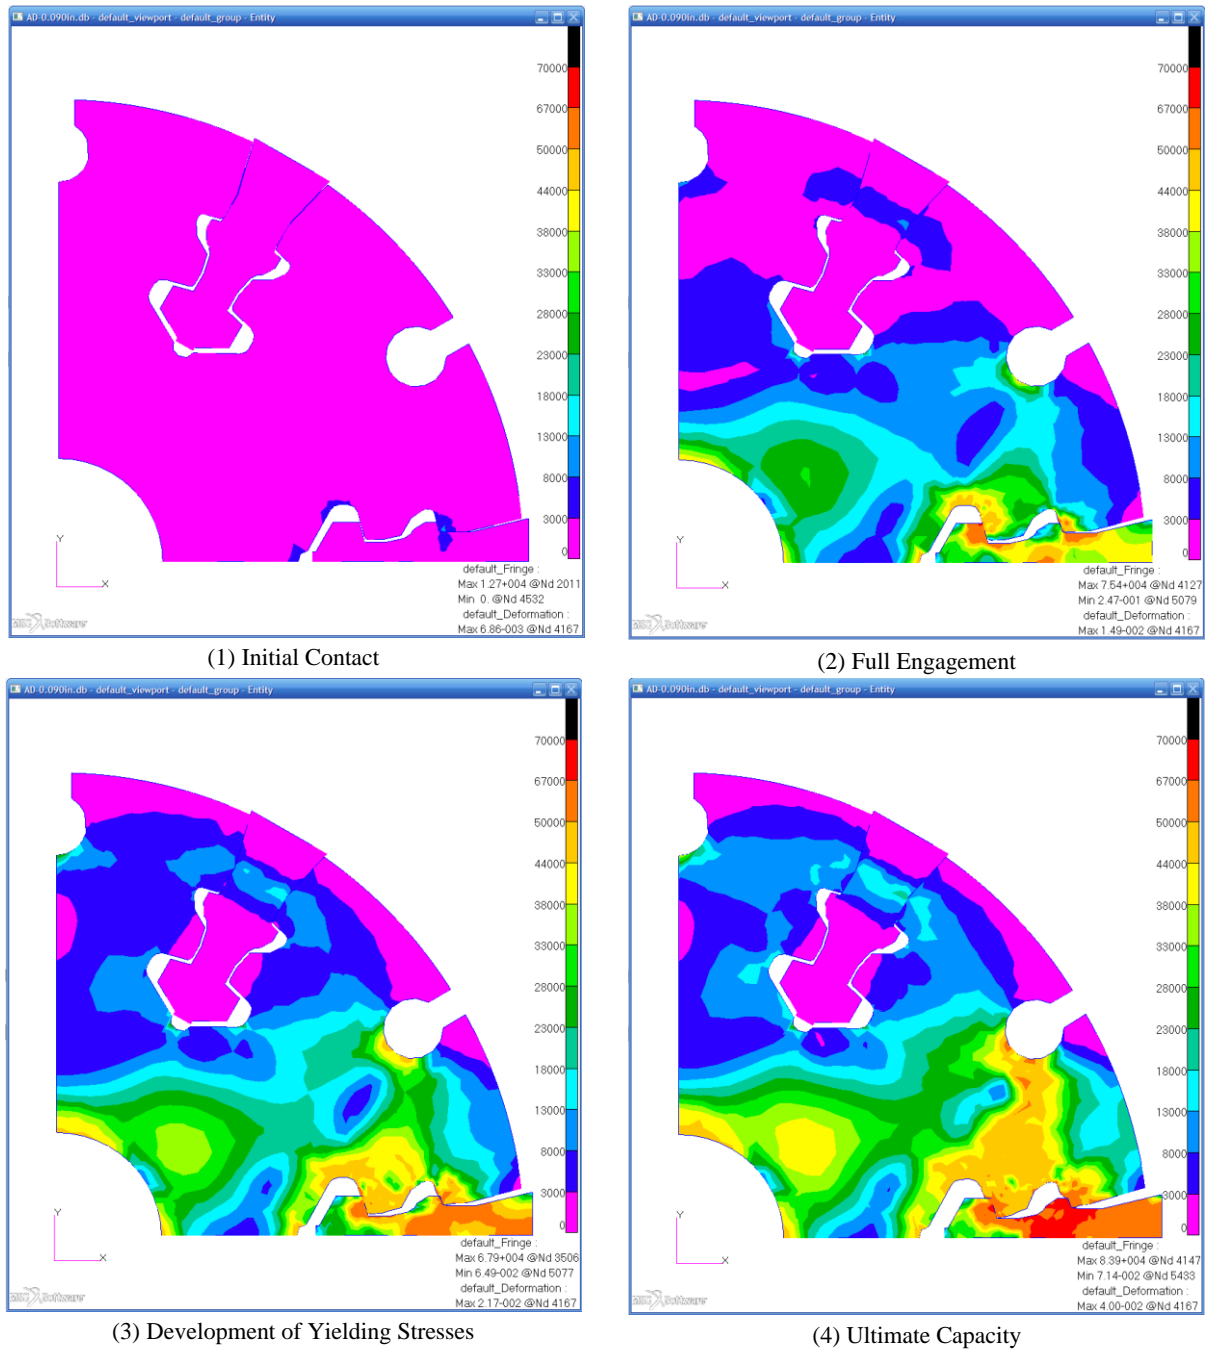 AD-0.090in.db - default_viewport - default_group - Entity
70000
67000
50000
44000
38000
33000
28000
23000
18000
13000
8000
3000
0
Y
X
default_Fringe :
Max 1.27+004 @Nd 2011
Min 0. @Nd 4532
default_Deformation :
Max 6.86-003 @Nd 4167
MSC Software
(1) Initial Contact
AD-0.090in.db - default_viewport - default_group - Entity
70000
67000
50000
44000
38000
33000
28000
23000
18000
13000
8000
3000
0
Y
X
default_Fringe :
Max 7.54+004 @Nd 4127
Min 2.47-001 @Nd 5079
default_Deformation :
Max 1.49-002 @Nd 4167
MSC Software
(2) Full Engagement
AD-0.090in.db - default_viewport - default_group - Entity
70000
67000
50000
44000
38000
33000
28000
23000
18000
13000
8000
3000
0
Y
X
default_Fringe :
Max 6.79+004 @Nd 3506
Min 6.49-002 @Nd 5077
default_Deformation :
Max 2.17-002 @Nd 4167
MSC Software
(3) Development of Yielding Stresses
AD-0.090in.db - default_viewport - default_group - Entity
70000
67000
50000
44000
38000
33000
28000
23000
18000
13000
8000
3000
0
Y
X
default_Fringe :
Max 8.39+004 @Nd 4147
Min 7.14-002 @Nd 5433
default_Deformation :
Max 4.00-002 @Nd 4167
MSC Software
(4) Ultimate Capacity